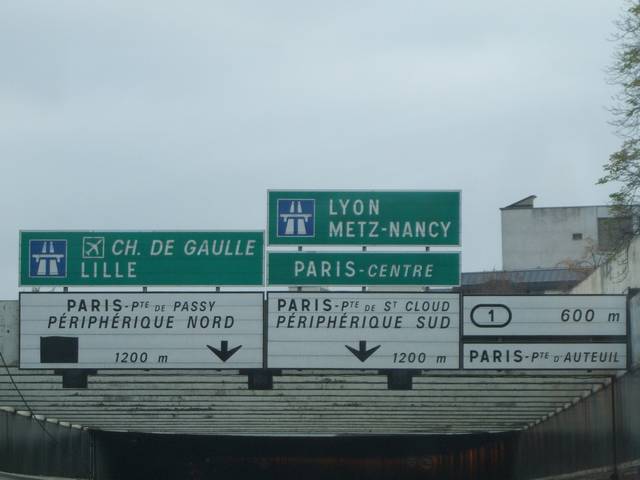 CH. DE GAULLE
LILLE
LYON
METZ-NANCY
PARIS-CENTRE
PARIS-PTE DE PASSY
PÉRIPHÉRIQUE NORD
1200 m
PARIS-PTE DE ST CLOUD
PÉRIPHÉRIQUE SUD
1200 m
1 600 m
PARIS-PTE D'AUTEUIL